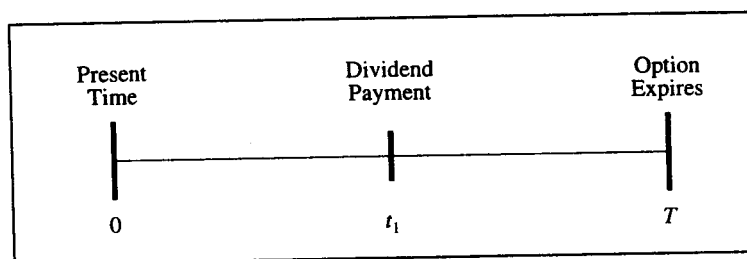 Present
Time
Dividend
Payment
Option
Expires
0
t₁
T